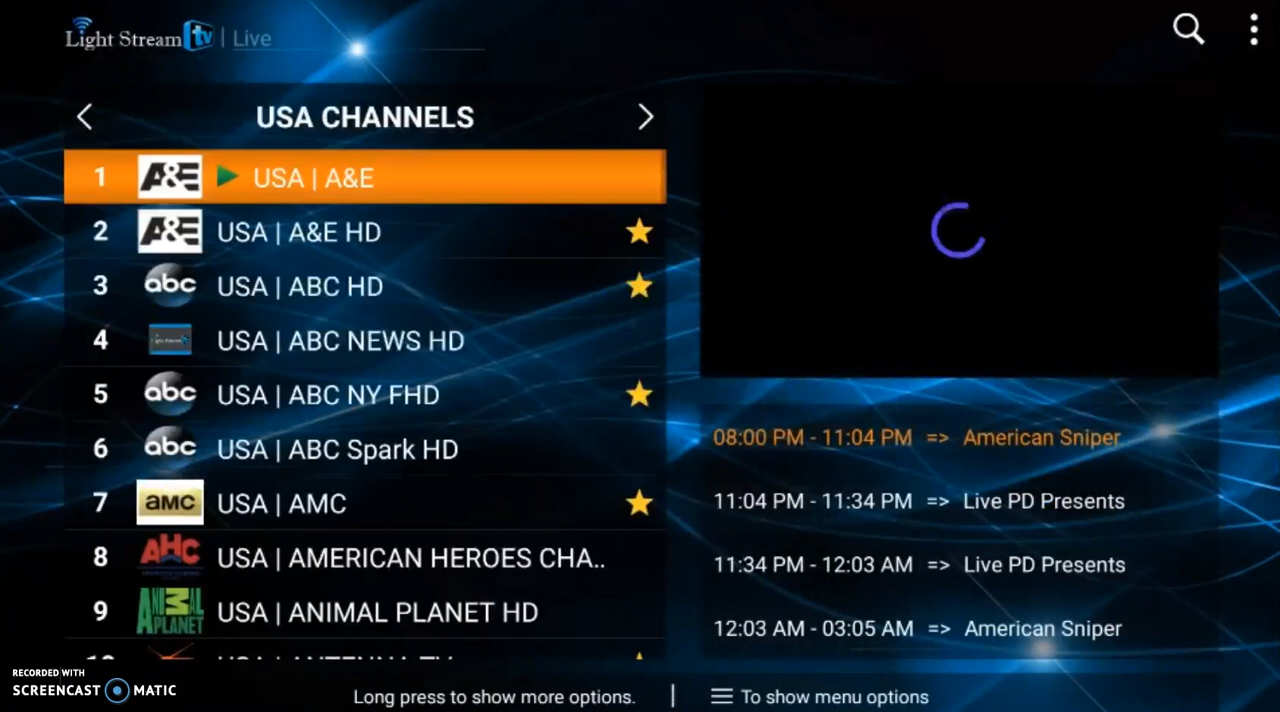 Light Stream tv | Live
USA CHANNELS
1 A&E USA | A&E
2 A&E USA | A&E HD
3 abc USA | ABC HD
4 USA | ABC NEWS HD
5 abc USA | ABC NY FHD
6 abc USA | ABC Spark HD
7 amc USA | AMC
8 AHC USA | AMERICAN HEROES CHA..
9 ANIMAL PLANET USA | ANIMAL PLANET HD
10 USA | ANTENNA TV
08:00 PM - 11:04 PM => American Sniper
11:04 PM - 11:34 PM => Live PD Presents
11:34 PM - 12:03 AM => Live PD Presents
12:03 AM - 03:05 AM => American Sniper
RECORDED WITH
SCREENCAST MATIC
Long press to show more options. | To show menu options